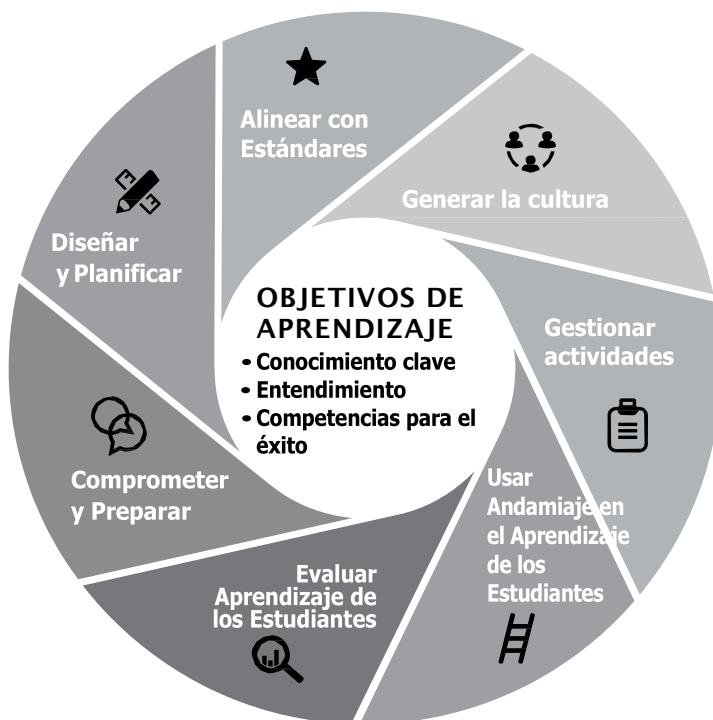 Alinear con
Estándares
Generar la cultura
Gestionar
actividades
Usar
Andamiaje en
el Aprendizaje
de los
Estudiantes
Evaluar
Aprendizaje de
los Estudiantes
Comprometer
y Preparar
Diseñar
y Planificar
OBJETIVOS DE
APRENDIZAJE
• Conocimiento clave
• Entendimiento
• Competencias para el
éxito